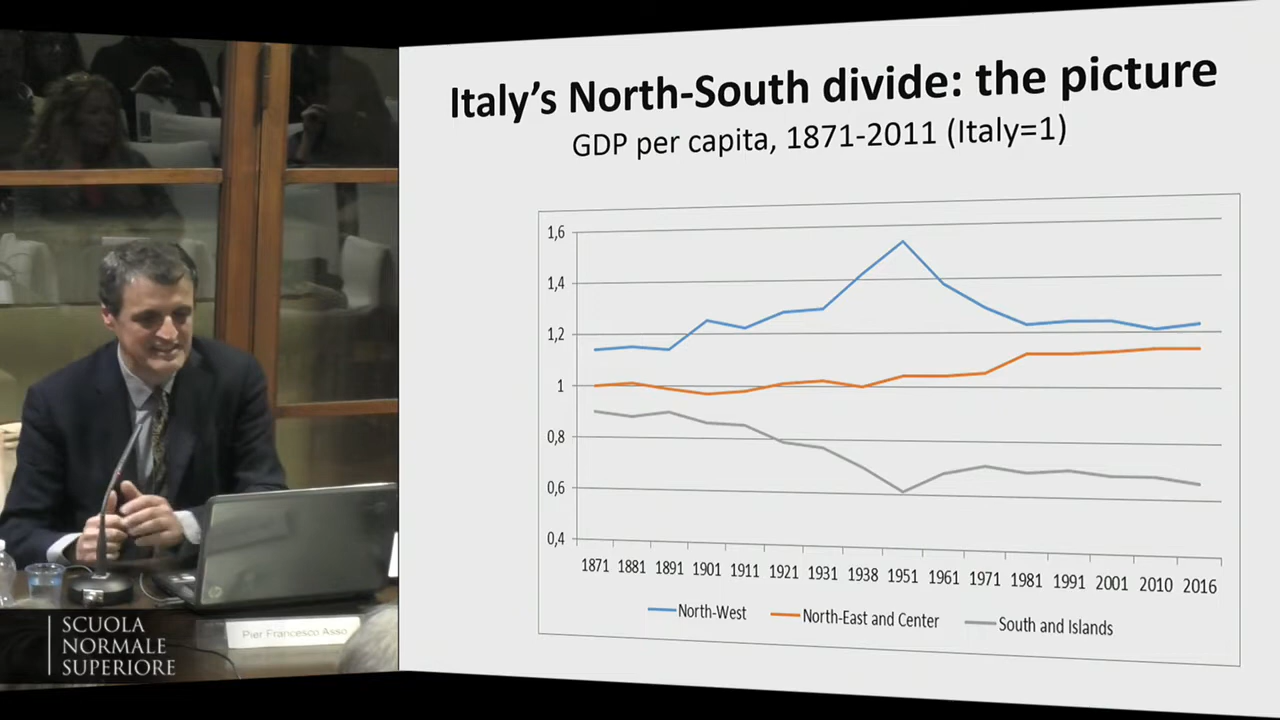 Italy's North-South divide: the picture
GDP per capita, 1871-2011 (Italy=1)
1,6
1,4
1,2
1
0,8
0,6
0,4
1871 1881 1891 1901 1911 1921 1931 1938 1951 1961 1971 1981 1991 2001 2010 2016
North-West North-East and Center South and Islands
Pier Francesco Asso
SCUOLA
NORMALE
SUPERIORE